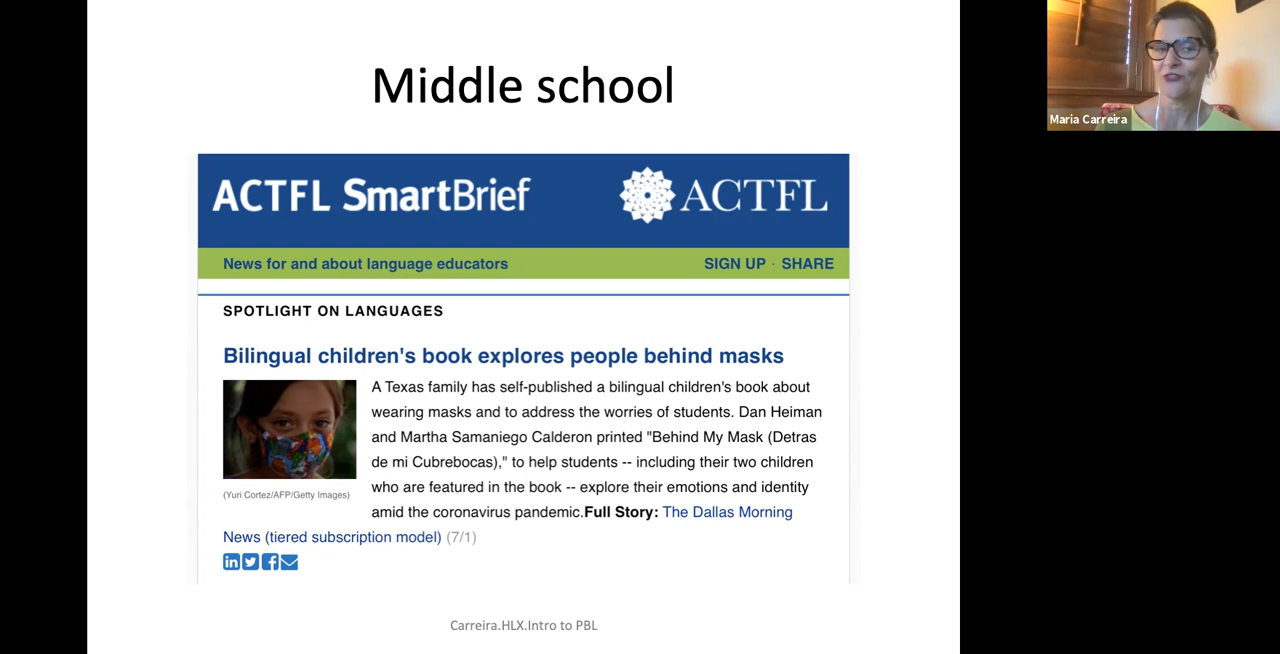 Middle school
Maria Carreira
ACTFL SmartBrief
ACTFL
News for and about language educators
SIGN UP · SHARE
SPOTLIGHT ON LANGUAGES
Bilingual children's book explores people behind masks
A Texas family has self-published a bilingual children's book about
wearing masks and to address the worries of students. Dan Heiman
and Martha Samaniego Calderon printed "Behind My Mask (Detras
de mi Cubrebocas)," to help students -- including their two children
who are featured in the book -- explore their emotions and identity
amid the coronavirus pandemic.Full Story: The Dallas Morning
News (tiered subscription model) (7/1)
(Yuri Cortez/AFP/Getty Images)
in
f
Carreira.HLX.Intro to PBL